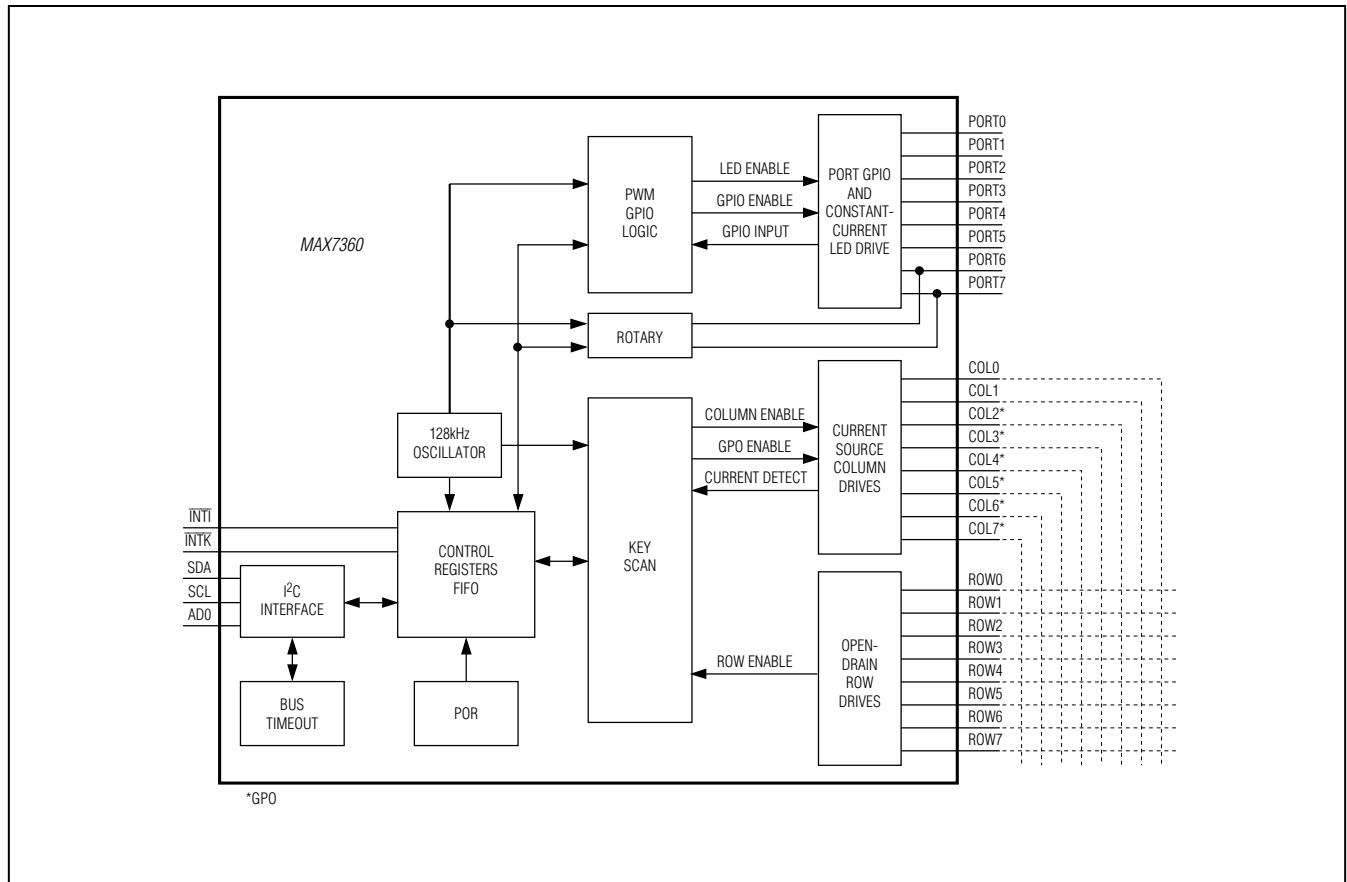 MAX7360
PWM
GPIO
LOGIC
LED ENABLE
GPIO ENABLE
GPIO INPUT
PORT GPIO
AND
CONSTANT-
CURRENT
LED DRIVE
PORT0
PORT1
PORT2
PORT3
PORT4
PORT5
PORT6
PORT7
ROTARY
128kHz
OSCILLATOR
COLUMN ENABLE
GPO ENABLE
CURRENT DETECT
CURRENT
SOURCE
COLUMN
DRIVES
COL0
COL1
COL2*
COL3*
COL4*
COL5*
COL6*
COL7*
INTI
INTK
SDA
SCL
AD0
I2C
INTERFACE
CONTROL
REGISTERS
FIFO
KEY
SCAN
BUS
TIMEOUT
POR
ROW ENABLE
OPEN-
DRAIN
ROW
DRIVES
ROW0
ROW1
ROW2
ROW3
ROW4
ROW5
ROW6
ROW7
*GPO